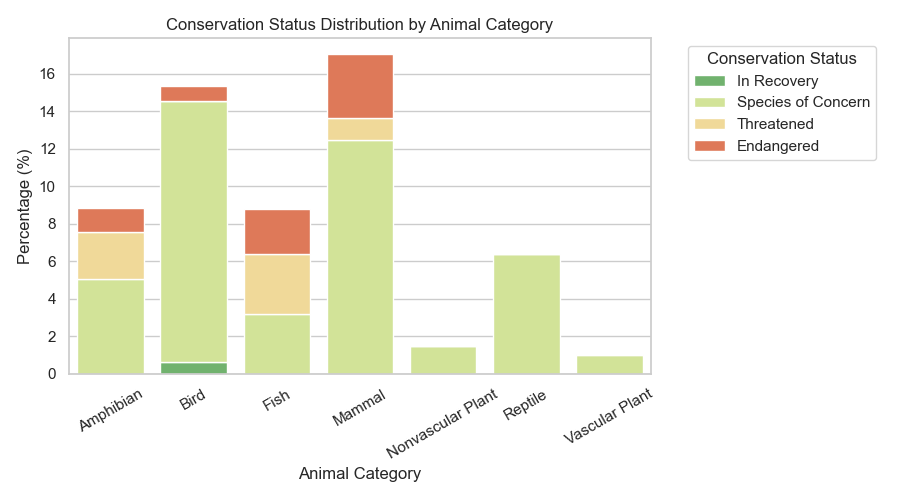 Conservation Status Distribution by Animal Category
Conservation Status
In Recovery
Species of Concern
Threatened
Endangered
Percentage (%)
16
14
12
10
8
6
4
2
0
Amphibian
Bird
Fish
Mammal
Nonvascular Plant
Reptile
Vascular Plant
Animal Category